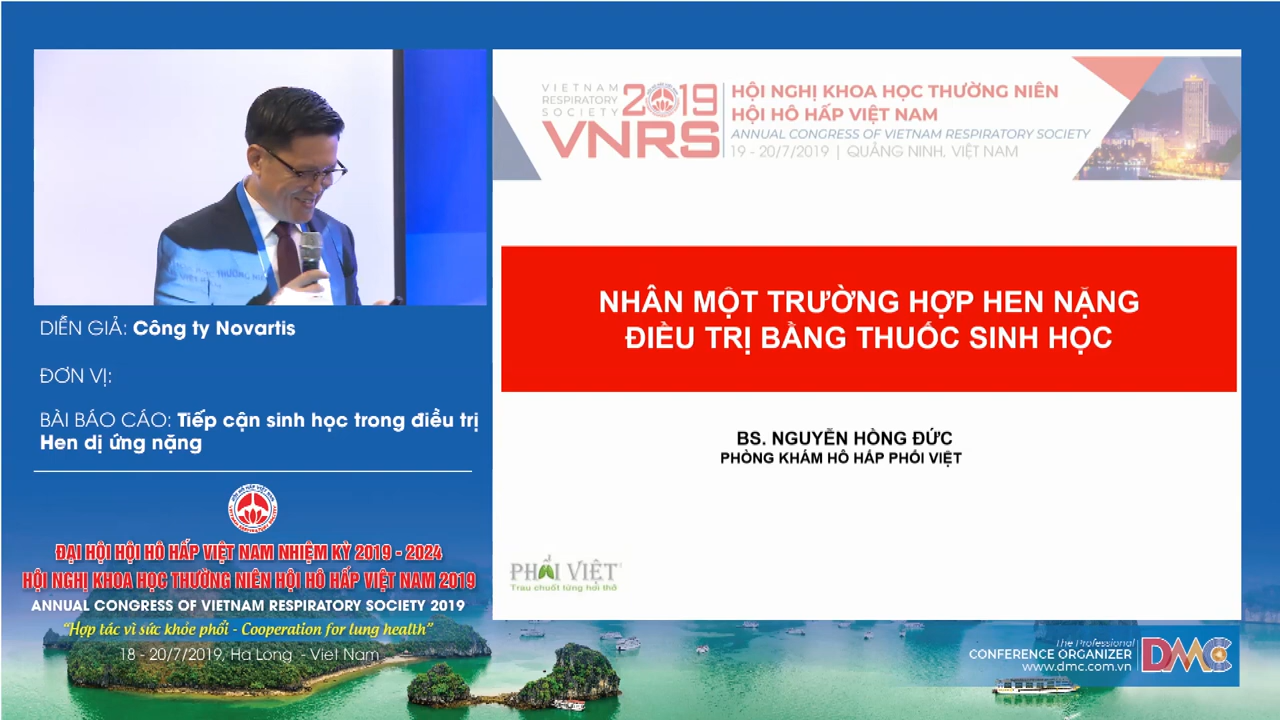 DIỄN GIẢ: Công ty Novartis
ĐƠN VỊ:
BÀI BÁO CÁO: Tiếp cận sinh học trong điều trị
Hen dị ứng nặng
ĐẠI HỘI HỘI HÔ HẤP VIỆT NAM NHIỆM KỲ 2019 - 2024
HỘI NGHỊ KHOA HỌC THƯỜNG NIÊN HỘI HÔ HẤP VIỆT NAM 2019
ANNUAL CONGRESS OF VIETNAM RESPIRATORY SOCIETY 2019
"Hợp tác vì sức khỏe phổi - Cooperation for lung health"
18 - 20/7/2019, Ha Long - Viet Nam
VIETNAM
RESPIRATORY
SOCIETY
2019
VNRS
HỘI NGHỊ KHOA HỌC THƯỜNG NIÊN
HỘI HÔ HẤP VIỆT NAM
ANNUAL CONGRESS OF VIETNAM RESPIRATORY SOCIETY
19 - 20/7/2019 | QUẢNG NINH, VIỆT NAM
NHÂN MỘT TRƯỜNG HỢP HEN NẶNG
ĐIỀU TRỊ BẰNG THUỐC SINH HỌC
BS. NGUYỄN HỒNG ĐỨC
PHÒNG KHÁM HÔ HẤP PHỔI VIỆT
PHỔI VIỆT
Trau chuốt từng hơi thở
The Professional
CONFERENCE ORGANIZER
www.dmc.com.vn
DMC